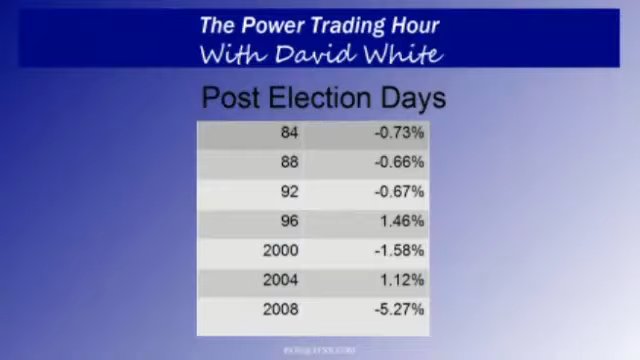 The Power Trading Hour
With David White
Post Election Days
84 -0.73%
88 -0.66%
92 -0.67%
96 1.46%
2000 -1.58%
2004 1.12%
2008 -5.27%